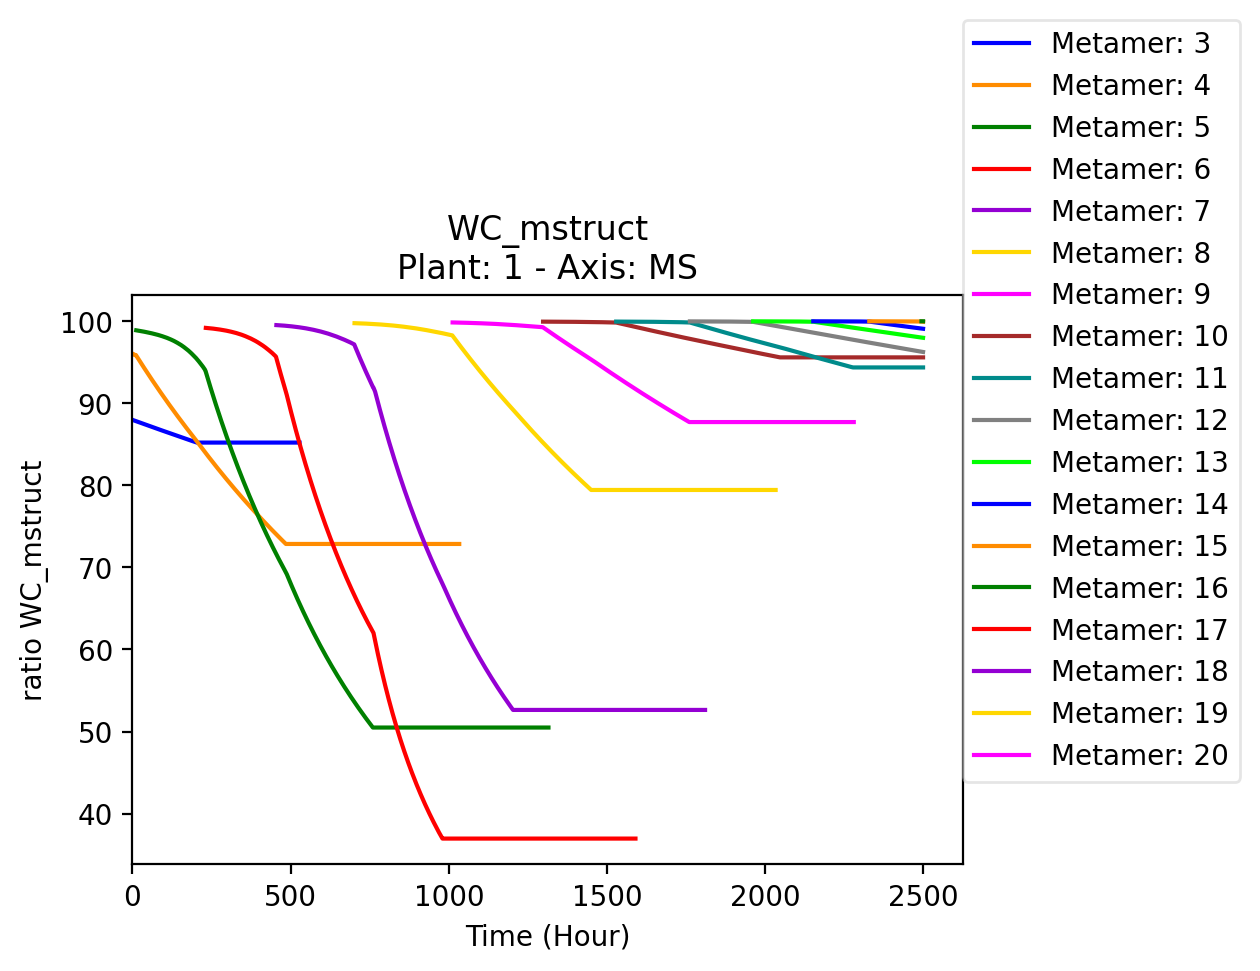 WC_mstruct
Plant: 1 - Axis: MS
ratio WC_mstruct
100
90
80
70
60
50
40
0
500
1000
1500
2000
2500
Time (Hour)
Metamer: 3
Metamer: 4
Metamer: 5
Metamer: 6
Metamer: 7
Metamer: 8
Metamer: 9
Metamer: 10
Metamer: 11
Metamer: 12
Metamer: 13
Metamer: 14
Metamer: 15
Metamer: 16
Metamer: 17
Metamer: 18
Metamer: 19
Metamer: 20